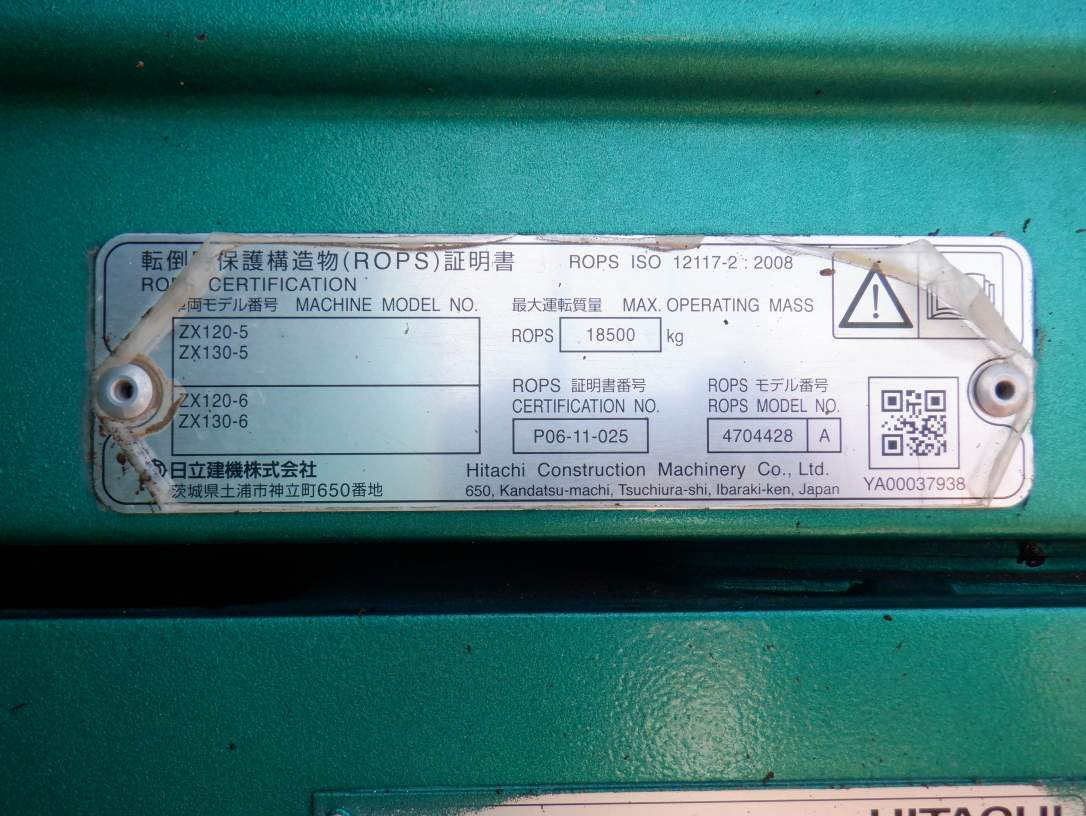 転倒 保護構造物(ROPS)証明書 ROPS ISO 12117-2 : 2008
ROPS CERTIFICATION
車両モデル番号 MACHINE MODEL NO. 最大運転質量 MAX. OPERATING MASS
ZX120-5
ZX130-5
ROPS 18500 kg
ZX120-6
ZX130-6
ROPS 証明書番号 ROPS モデル番号
CERTIFICATION NO. ROPS MODEL NO.
P06-11-025 4704428 A
日立建機株式会社 Hitachi Construction Machinery Co., Ltd.
茨城県土浦市神立町650番地 650, Kandatsu-machi, Tsuchiura-shi, Ibaraki-ken, Japan YA00037938
HITACHI